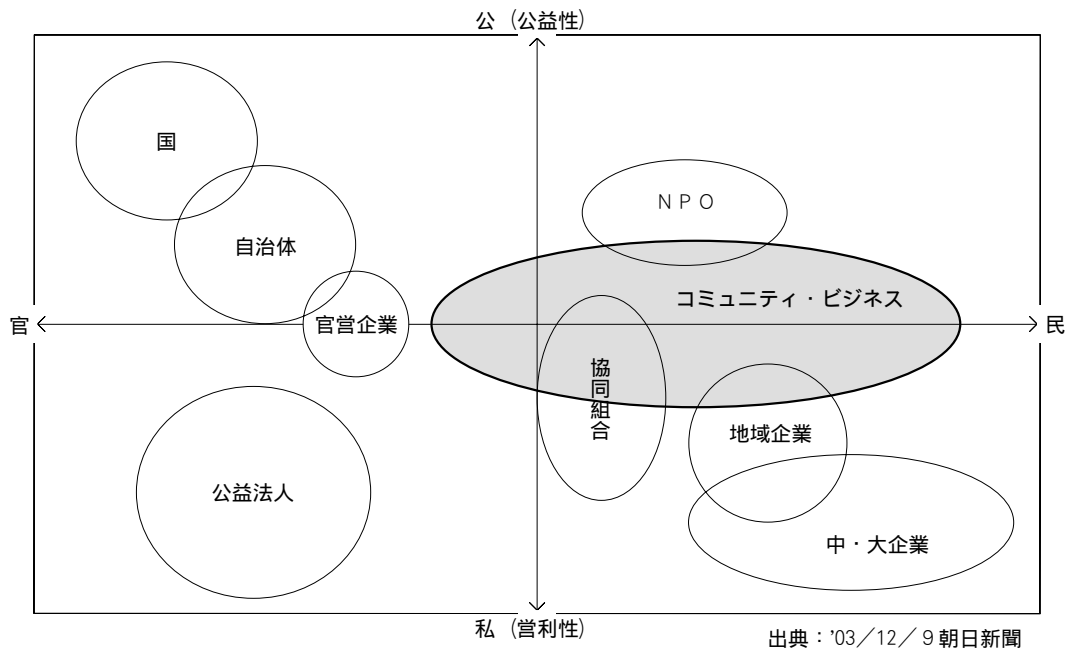 公（公益性）
国
ＮＰＯ
自治体
コミュニティ・ビジネス
官
官営企業
民
協同組合
地域企業
公益法人
中・大企業
私（営利性）
出典：’03／12／９朝日新聞